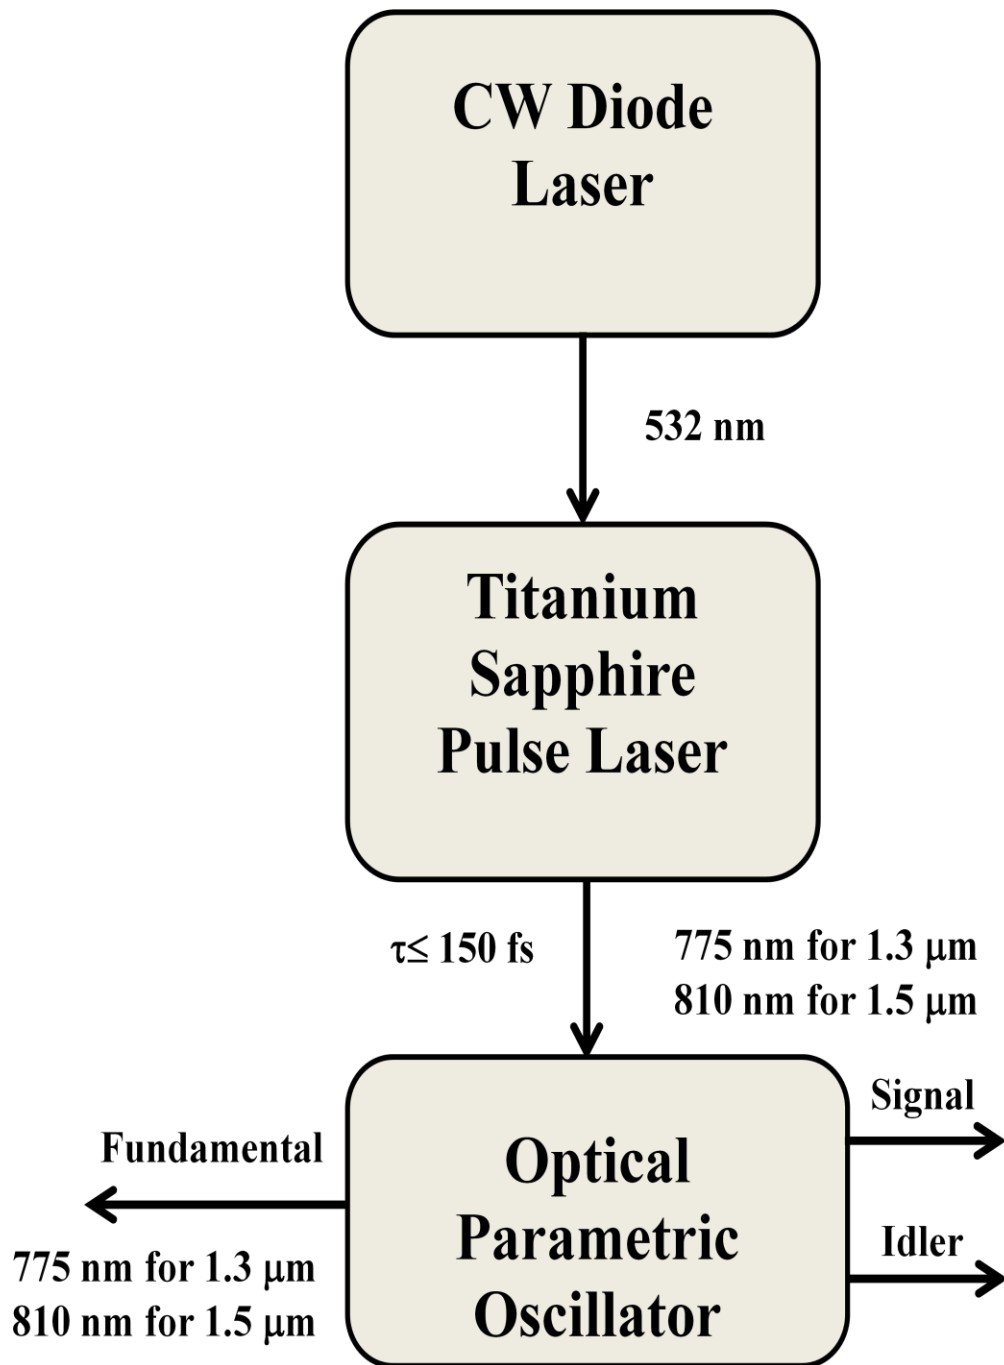 CW Diode
Laser
532 nm
Titanium
Sapphire
Pulse Laser
τ≤ 150 fs
775 nm for 1.3 μm
810 nm for 1.5 μm
Signal
Fundamental
Optical
Parametric
Oscillator
Idler
775 nm for 1.3 μm
810 nm for 1.5 μm